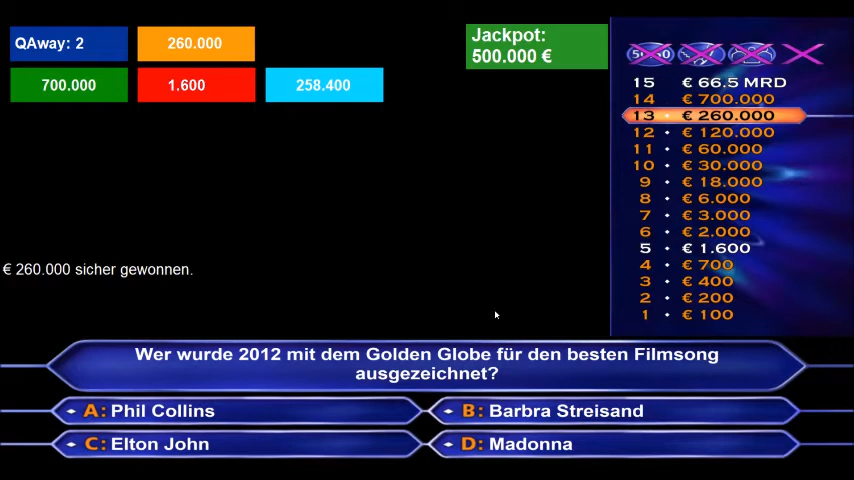 QAway: 2
260.000
Jackpot:
500.000 €
700.000
1.600
258.400
15 € 66.5 MRD
14 € 700.000
13 • € 260.000
12 • € 120.000
11 • € 60.000
10 • € 30.000
9 • € 18.000
8 • € 6.000
7 • € 3.000
6 • € 2.000
5 • € 1.600
4 • € 700
3 • € 400
2 • € 200
1 • € 100
€ 260.000 sicher gewonnen.
Wer wurde 2012 mit dem Golden Globe für den besten Filmsong
ausgezeichnet?
A: Phil Collins
B: Barbra Streisand
C: Elton John
D: Madonna